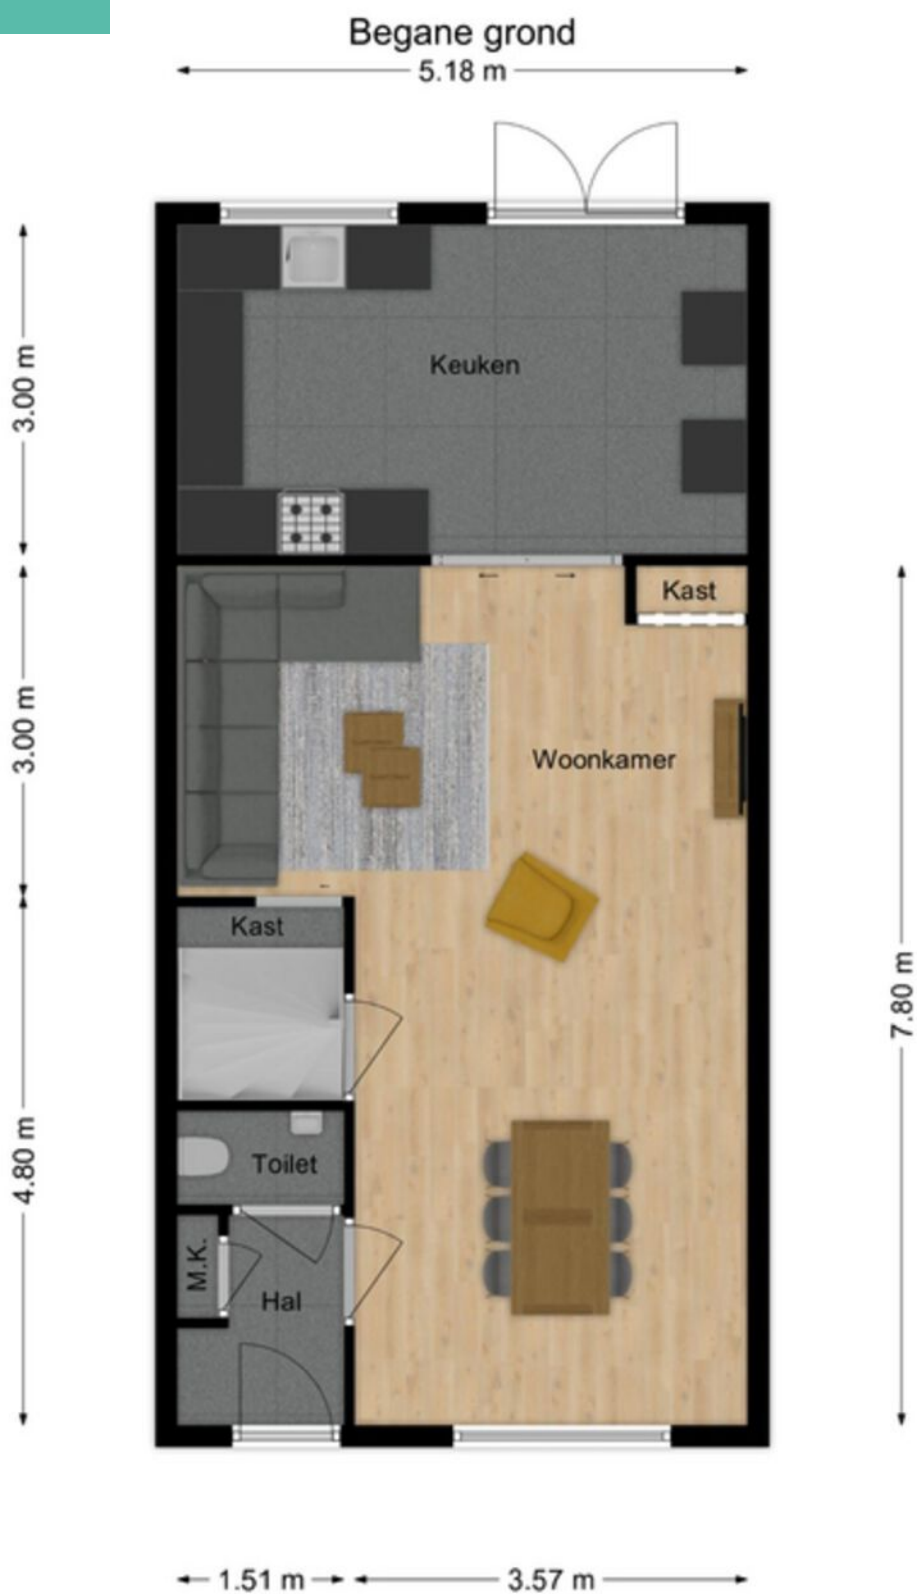 Begane grond
5.18 m
3.00 m
Keuken
Kast
3.00 m
Woonkamer
Kast
7.80 m
4.80 m
Toilet
M.K.
Hal
1.51 m
3.57 m